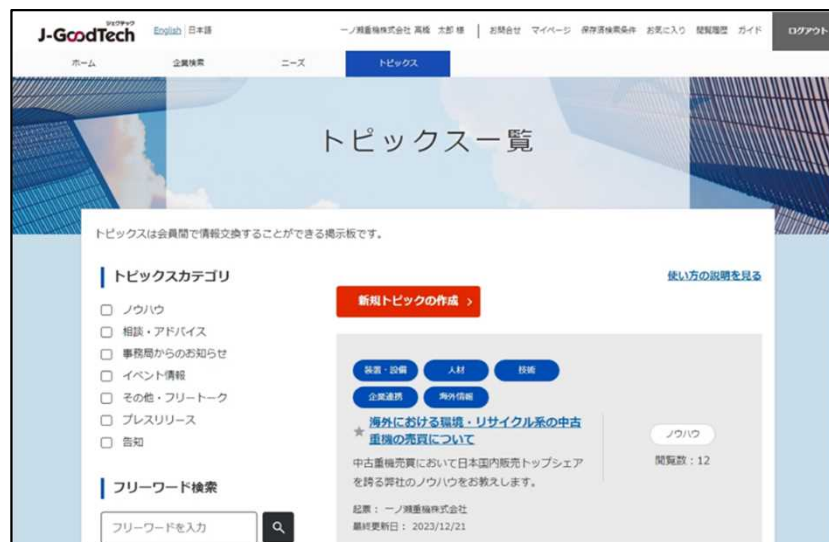 ジェグテック
J-GoodTech
English | 日本語
一ノ瀬重機株式会社 高橋 太郎 様 | お問合せ マイページ 保存済検索条件 お気に入り 閲覧履歴 ガイド ログアウト
ホーム 企業検索 ニーズ トピックス
トピックス一覧
トピックスは会員間で情報交換することができる掲示板です。
トピックスカテゴリ
ノウハウ
相談・アドバイス
事務局からのお知らせ
イベント情報
その他・フリートーク
プレスリリース
告知
フリーワード検索
フリーワードを入力
使い方の説明を見る
新規トピックの作成 >
装置・設備 人材 技術
企業連携 海外情報
★ 海外における環境・リサイクル系の中古
重機の売買について
中古重機売買において日本国内販売トップシェア
を誇る弊社のノウハウをお教えします。
起票： 一ノ瀬重機株式会社
最終更新日： 2023/12/21
ノウハウ
閲覧数：12